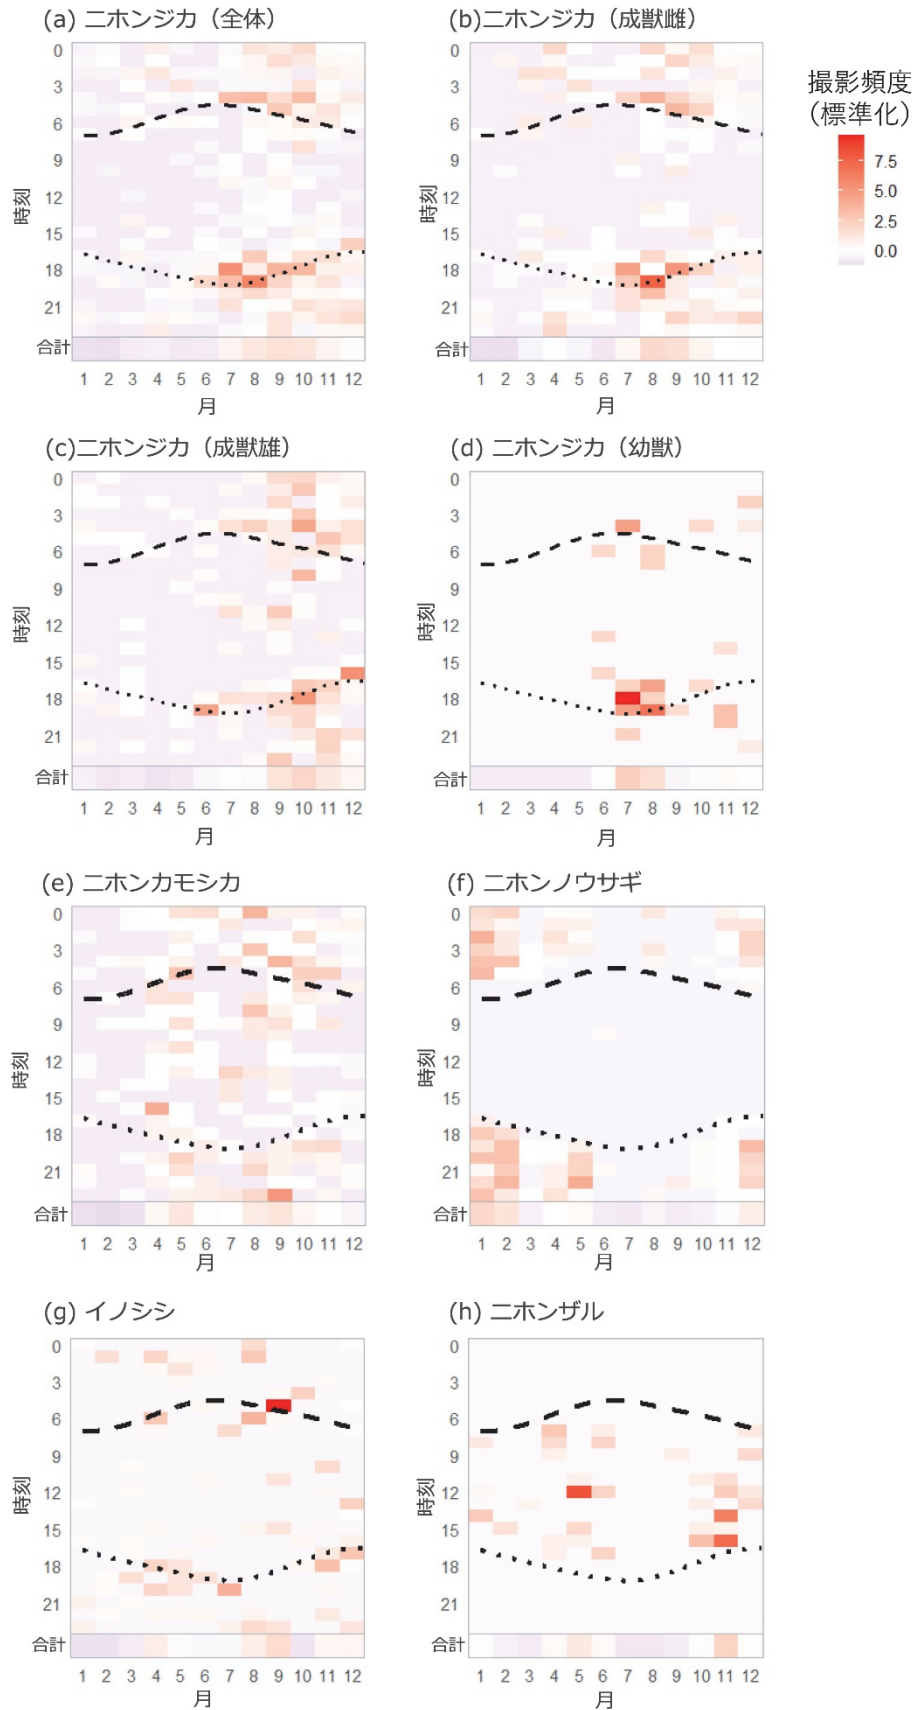 (a) ニホンジカ（全体）
0
3
6
9
12
15
18
21
時刻
合計
1 2 3 4 5 6 7 8 9 10 11 12
月
(b) ニホンジカ（成獣雌）
0
3
6
9
12
15
18
21
時刻
合計
1 2 3 4 5 6 7 8 9 10 11 12
月
撮影頻度
（標準化）
7.5
5.0
2.5
0.0
(c)ニホンジカ（成獣雄）
0
3
6
9
12
15
18
21
時刻
合計
1 2 3 4 5 6 7 8 9 10 11 12
月
(d) ニホンジカ（幼獣）
0
3
6
9
12
15
18
21
時刻
合計
1 2 3 4 5 6 7 8 9 10 11 12
月
(e) ニホンカモシカ
0
3
6
9
12
15
18
21
時刻
合計
1 2 3 4 5 6 7 8 9 10 11 12
月
(f) ニホンノウサギ
0
3
6
9
12
15
18
21
時刻
合計
1 2 3 4 5 6 7 8 9 10 11 12
月
(g) イノシシ
0
3
6
9
12
15
18
21
時刻
合計
1 2 3 4 5 6 7 8 9 10 11 12
月
(h) ニホンザル
0
3
6
9
12
15
18
21
時刻
合計
1 2 3 4 5 6 7 8 9 10 11 12
月